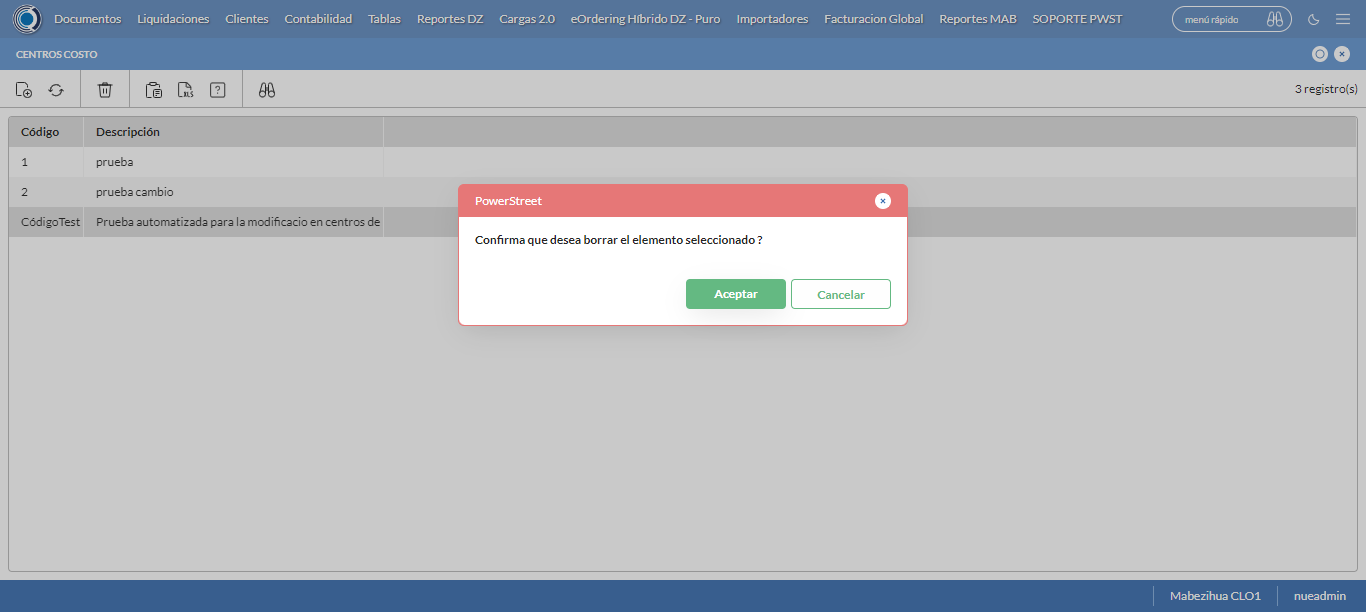 Documentos Liquidaciones Clientes Contabilidad Tablas Reportes DZ Cargas 2.0 eOrdering Híbrido DZ - Puro Importadores Facturacion Global Reportes MAB SOPORTE PWST menú rápido
CENTROS COSTO
XLS ? 3 registro(s)
Código Descripción
1 prueba
2 prueba cambio
CódigoTest Prueba automatizada para la modificacio en centros de
PowerStreet
Confirma que desea borrar el elemento seleccionado ?
Aceptar Cancelar
Mabezihua CLO1 nueadmin